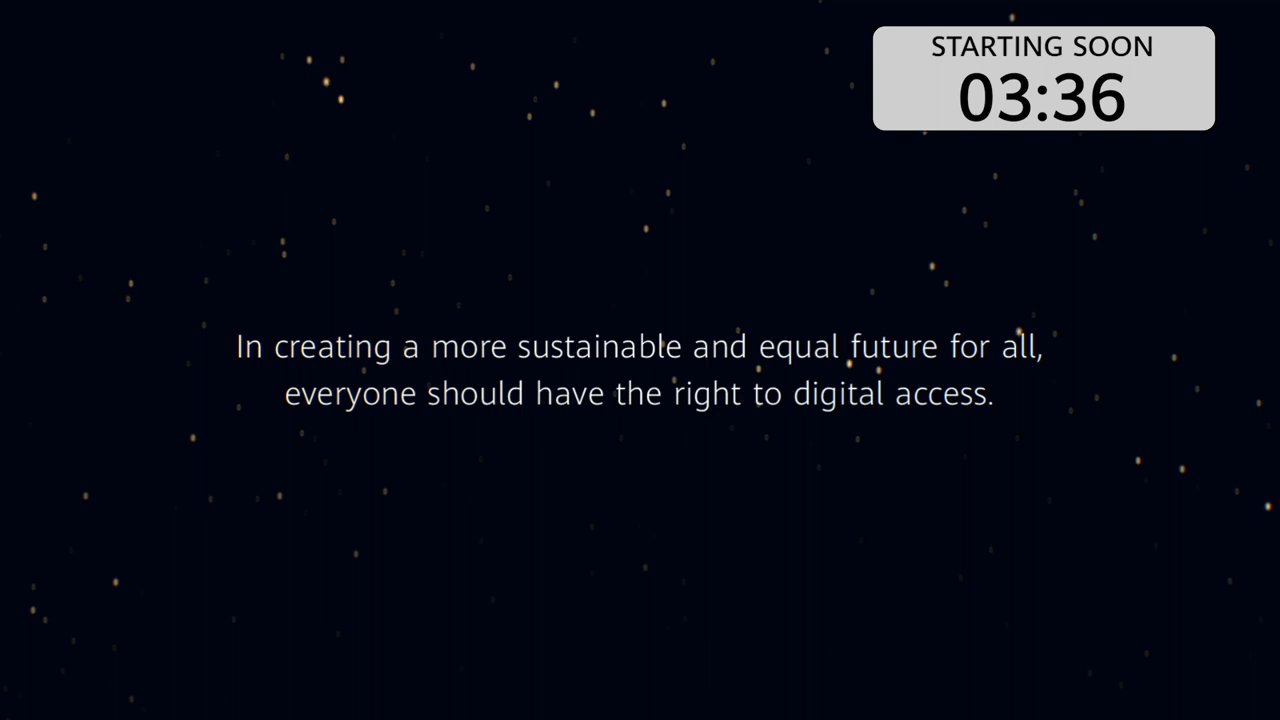 STARTING SOON
03:36
In creating a more sustainable and equal future for all,
everyone should have the right to digital access.